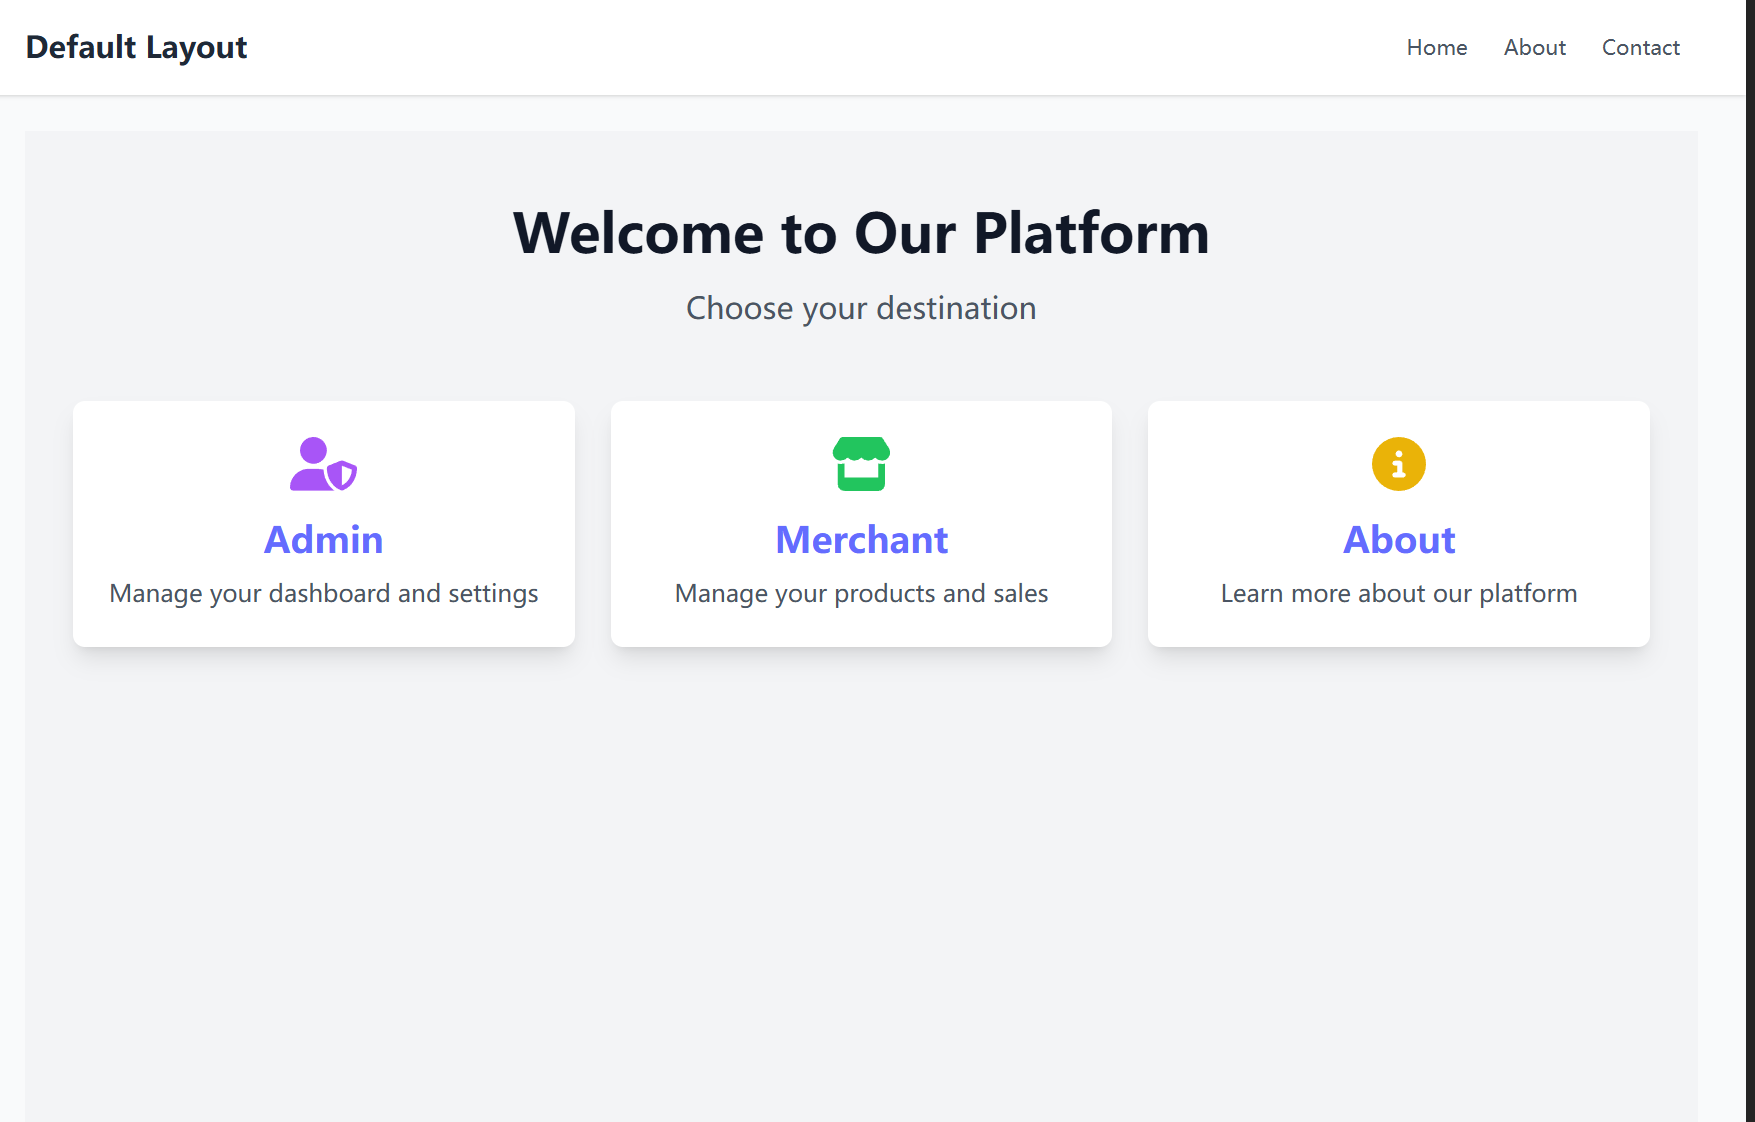 Default Layout
Home About Contact
Welcome to Our Platform
Choose your destination
Admin
Manage your dashboard and settings
Merchant
Manage your products and sales
About
Learn more about our platform